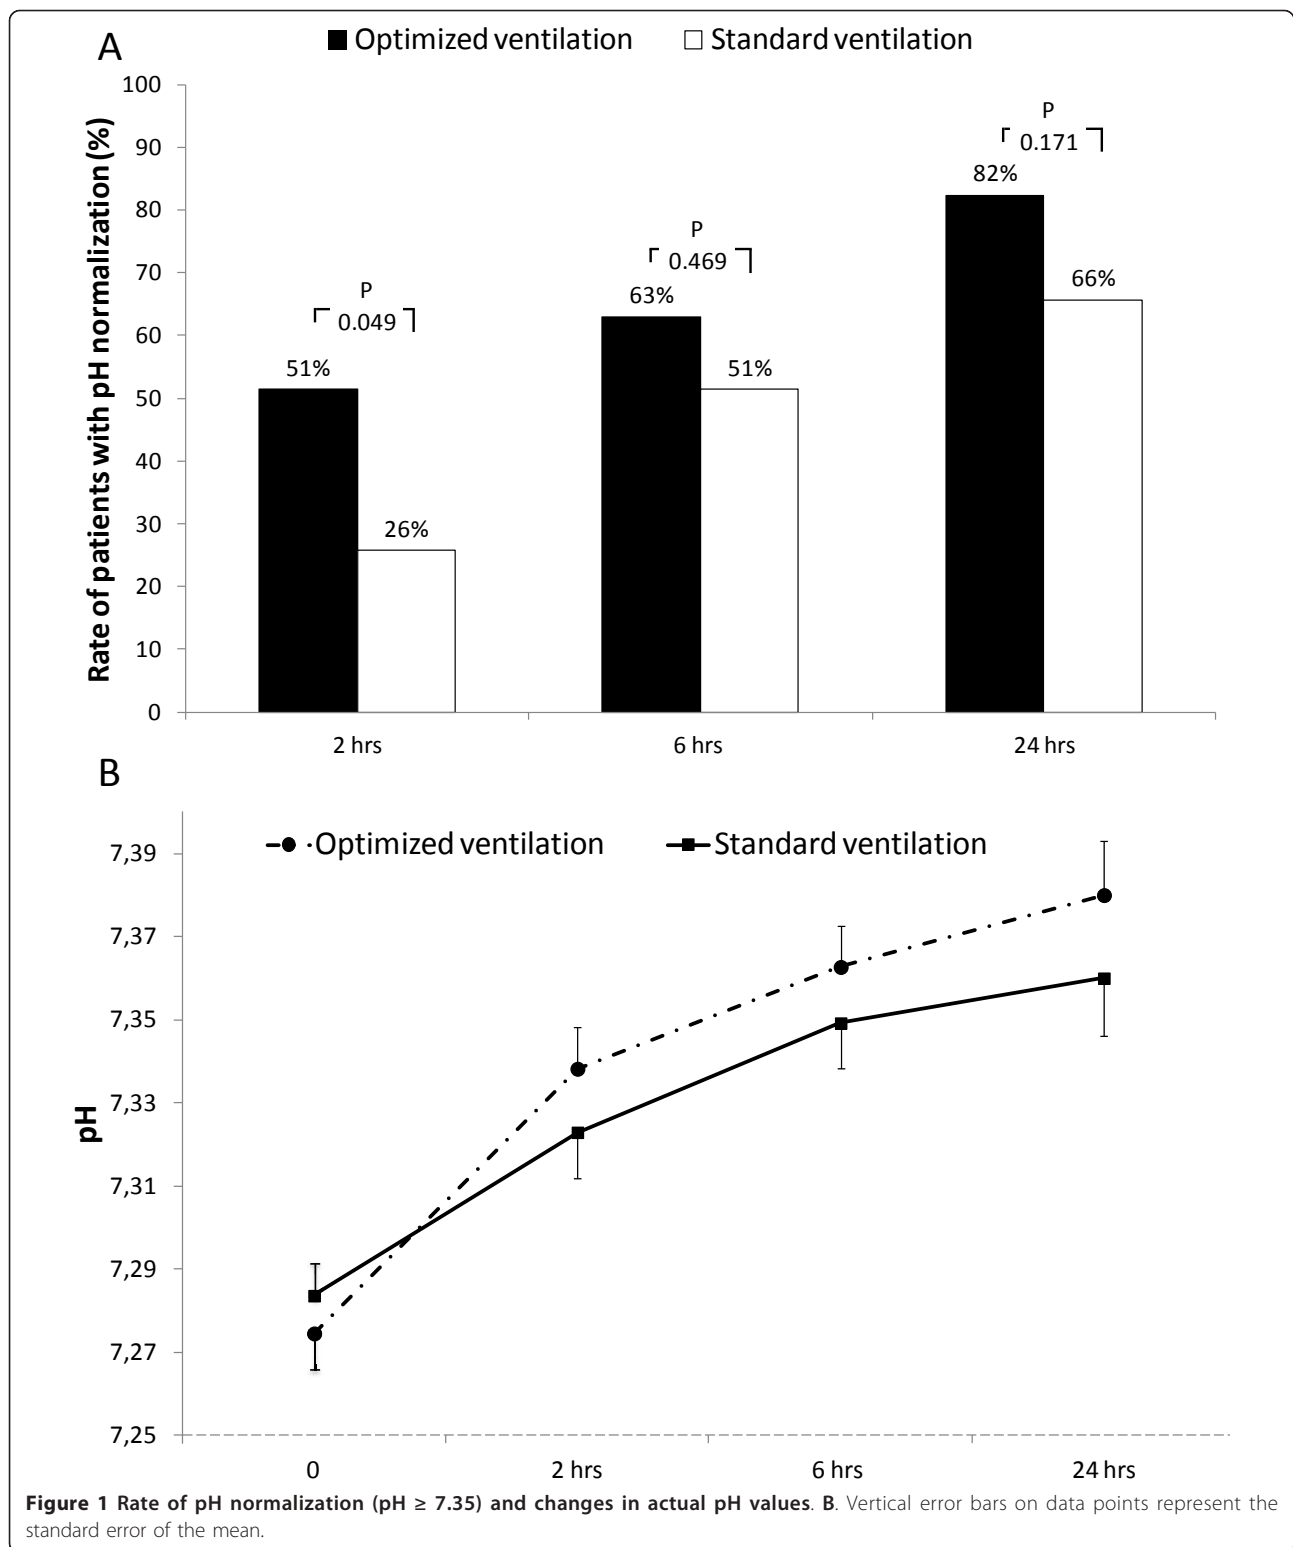 A
Optimized ventilation
Standard ventilation
Rate of patients with pH normalization (%)
100
90
80
70
60
50
40
30
20
10
0
P
0.049
51%
26%
P
0.469
63%
51%
P
0.171
82%
66%
2 hrs
6 hrs
24 hrs
B
Optimized ventilation
Standard ventilation
pH
7,39
7,37
7,35
7,33
7,31
7,29
7,27
7,25
0
2 hrs
6 hrs
24 hrs
Figure 1 Rate of pH normalization (pH ≥ 7.35) and changes in actual pH values. B. Vertical error bars on data points represent the
standard error of the mean.